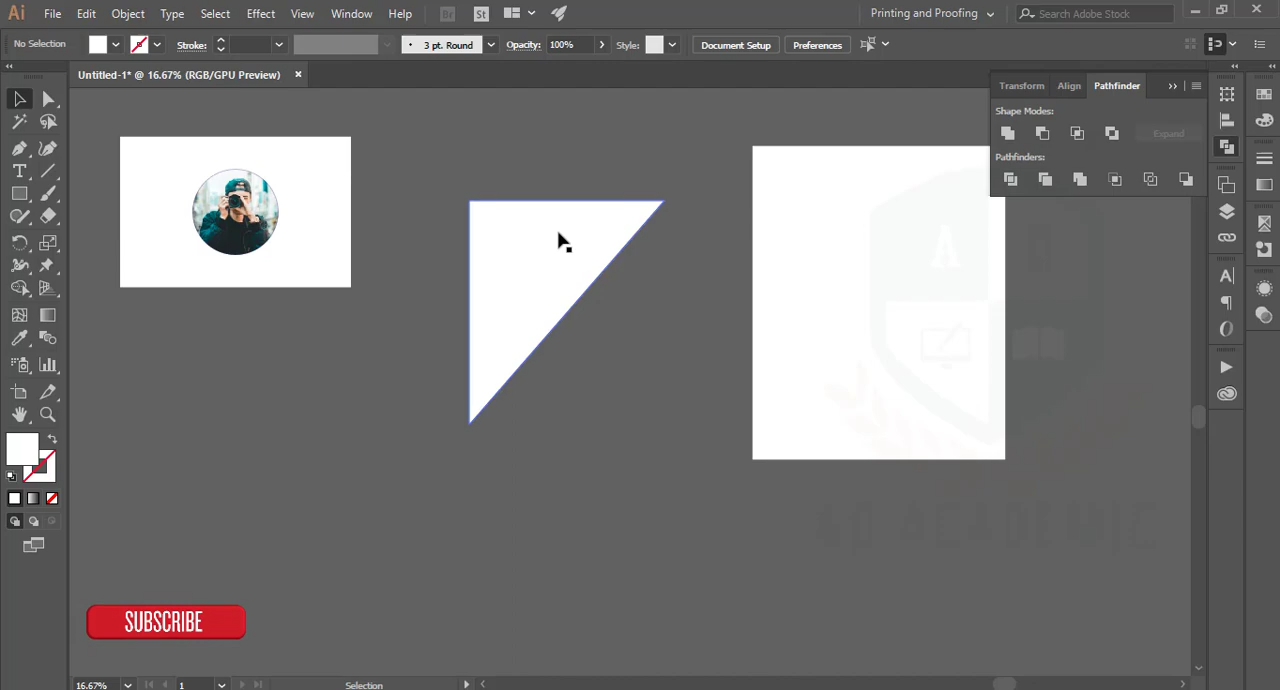 Ai File Edit Object Type Select Effect View Window Help Br St Printing and Proofing Search Adobe Stock
No Selection Stroke: 3 pt. Round Opacity: 100% Style: Document Setup Preferences
Untitled-1* @ 16.67% (RGB/GPU Preview)
Transform Align Pathfinder
Shape Modes:
Expand
Pathfinders:
A
SUBSCRIBE
16.67% 1 Selection